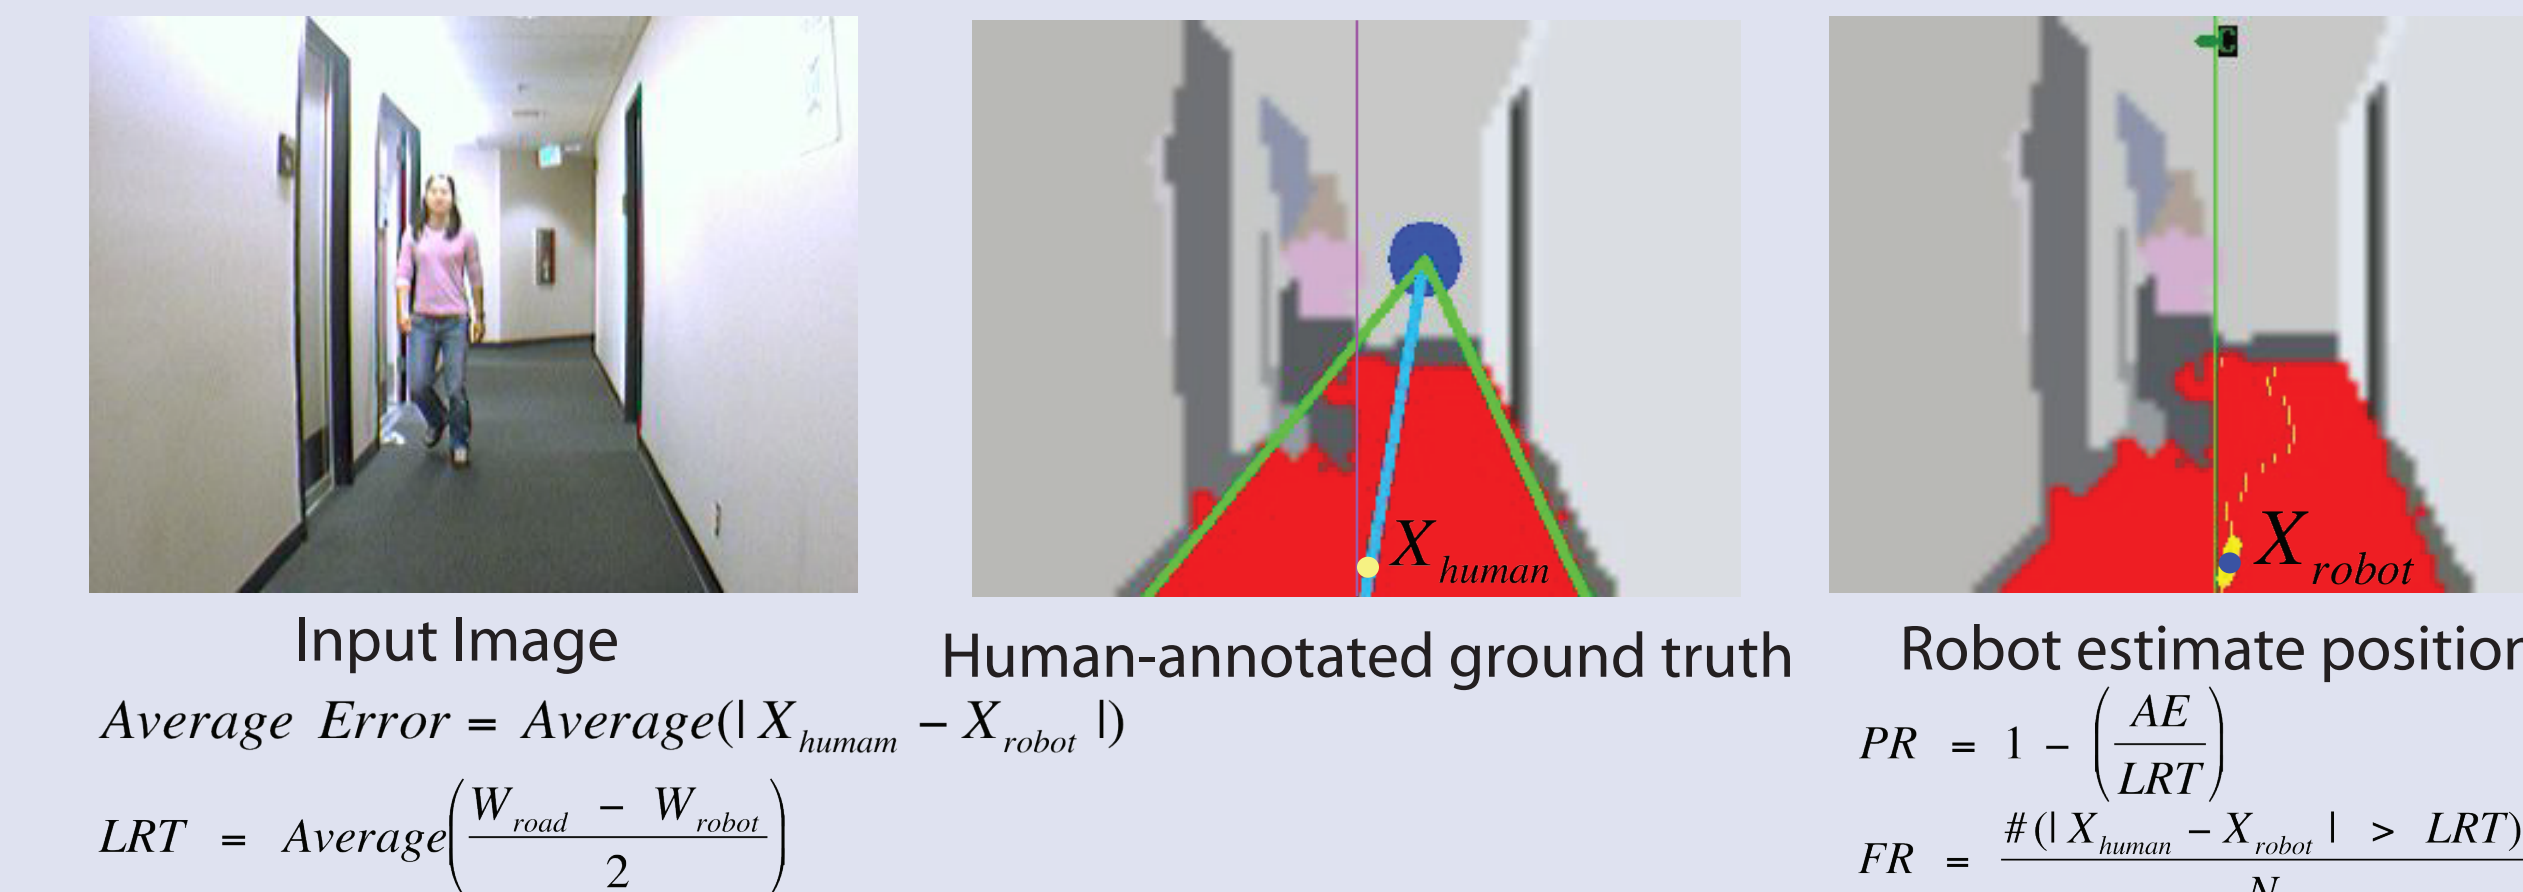 X human
X robot
Input Image
Human-annotated ground truth
Robot estimate position
Average Error = Average(| X humam − X robot |)
PR = 1 − (AE / LRT)
LRT = Average((W road − W robot) / 2)
FR = #(| X human − X robot | > LRT) / N